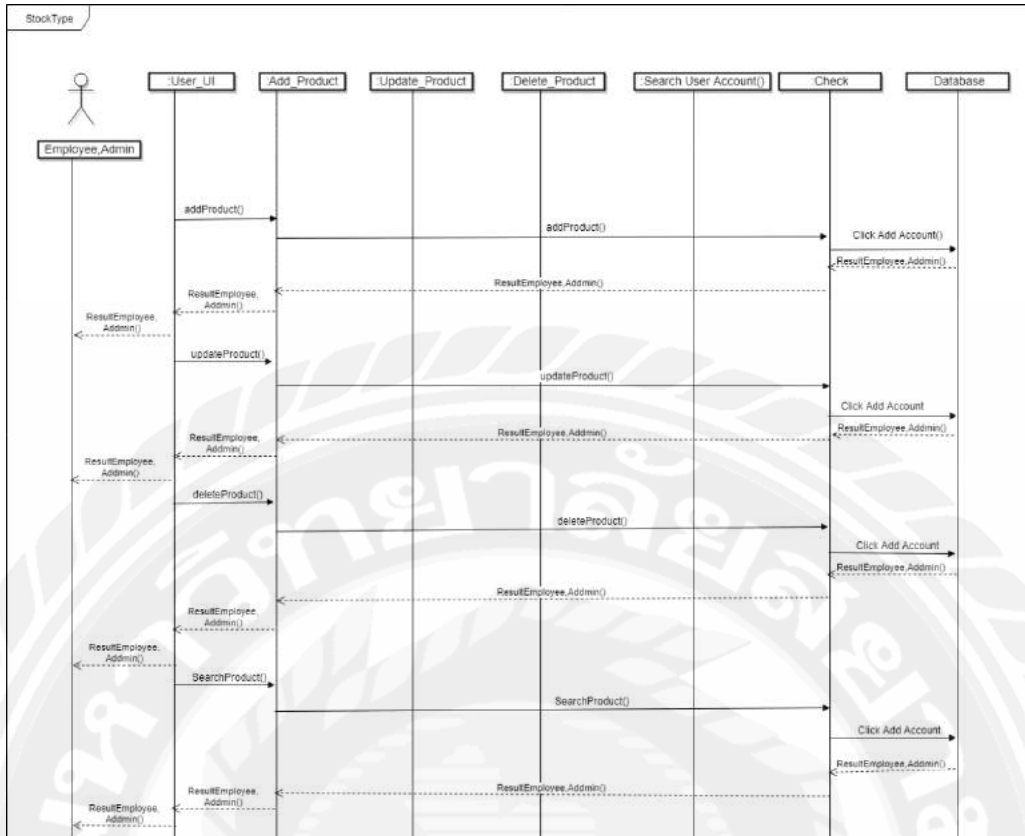 StockType
:User_UI
:Add_Product
:Update_Product
:Delete_Product
:Search User Account()
:Check
:Database
Employee,Admin
addProduct()
addProduct()
Click Add Account()
ResultEmployee,Addmin()
ResultEmployee,Addmin()
ResultEmployee,
Addmin()
ResultEmployee,
Addmin()
updateProduct()
updateProduct()
Click Add Account
ResultEmployee,Addmin()
ResultEmployee,Addmin()
ResultEmployee,
Addmin()
ResultEmployee,
Addmin()
deleteProduct()
deleteProduct()
Click Add Account
ResultEmployee,Addmin()
ResultEmployee,Addmin()
ResultEmployee,
Addmin()
ResultEmployee,
Addmin()
SearchProduct()
SearchProduct()
Click Add Account
ResultEmployee,Addmin()
ResultEmployee,Addmin()
ResultEmployee,
Addmin()
ResultEmployee,
Addmin()